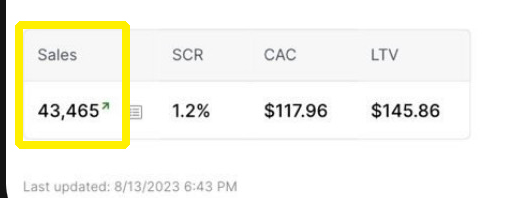 Sales SCR CAC LTV
43,465 1.2% $117.96 $145.86
Last updated: 8/13/2023 6:43 PM